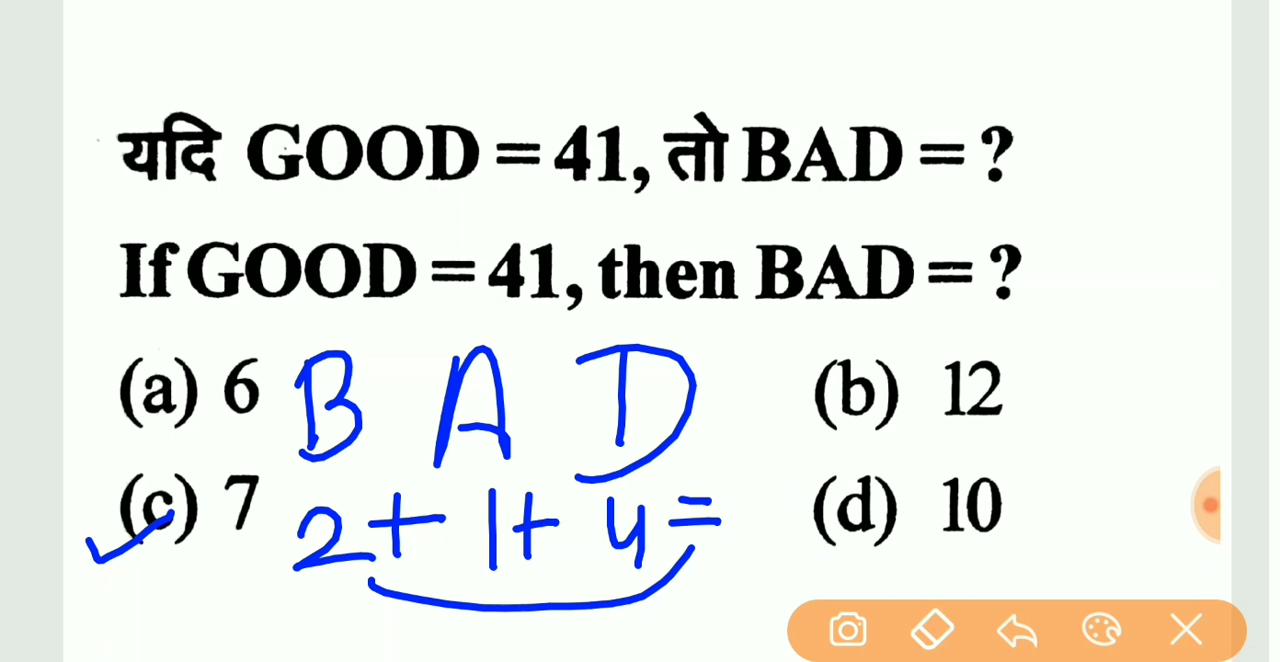 यदि GOOD = 41, तो BAD = ?
If GOOD = 41, then BAD = ?
(a) 6
B A D
(b) 12
(c) 7
2 + 1 + 4 =
(d) 10